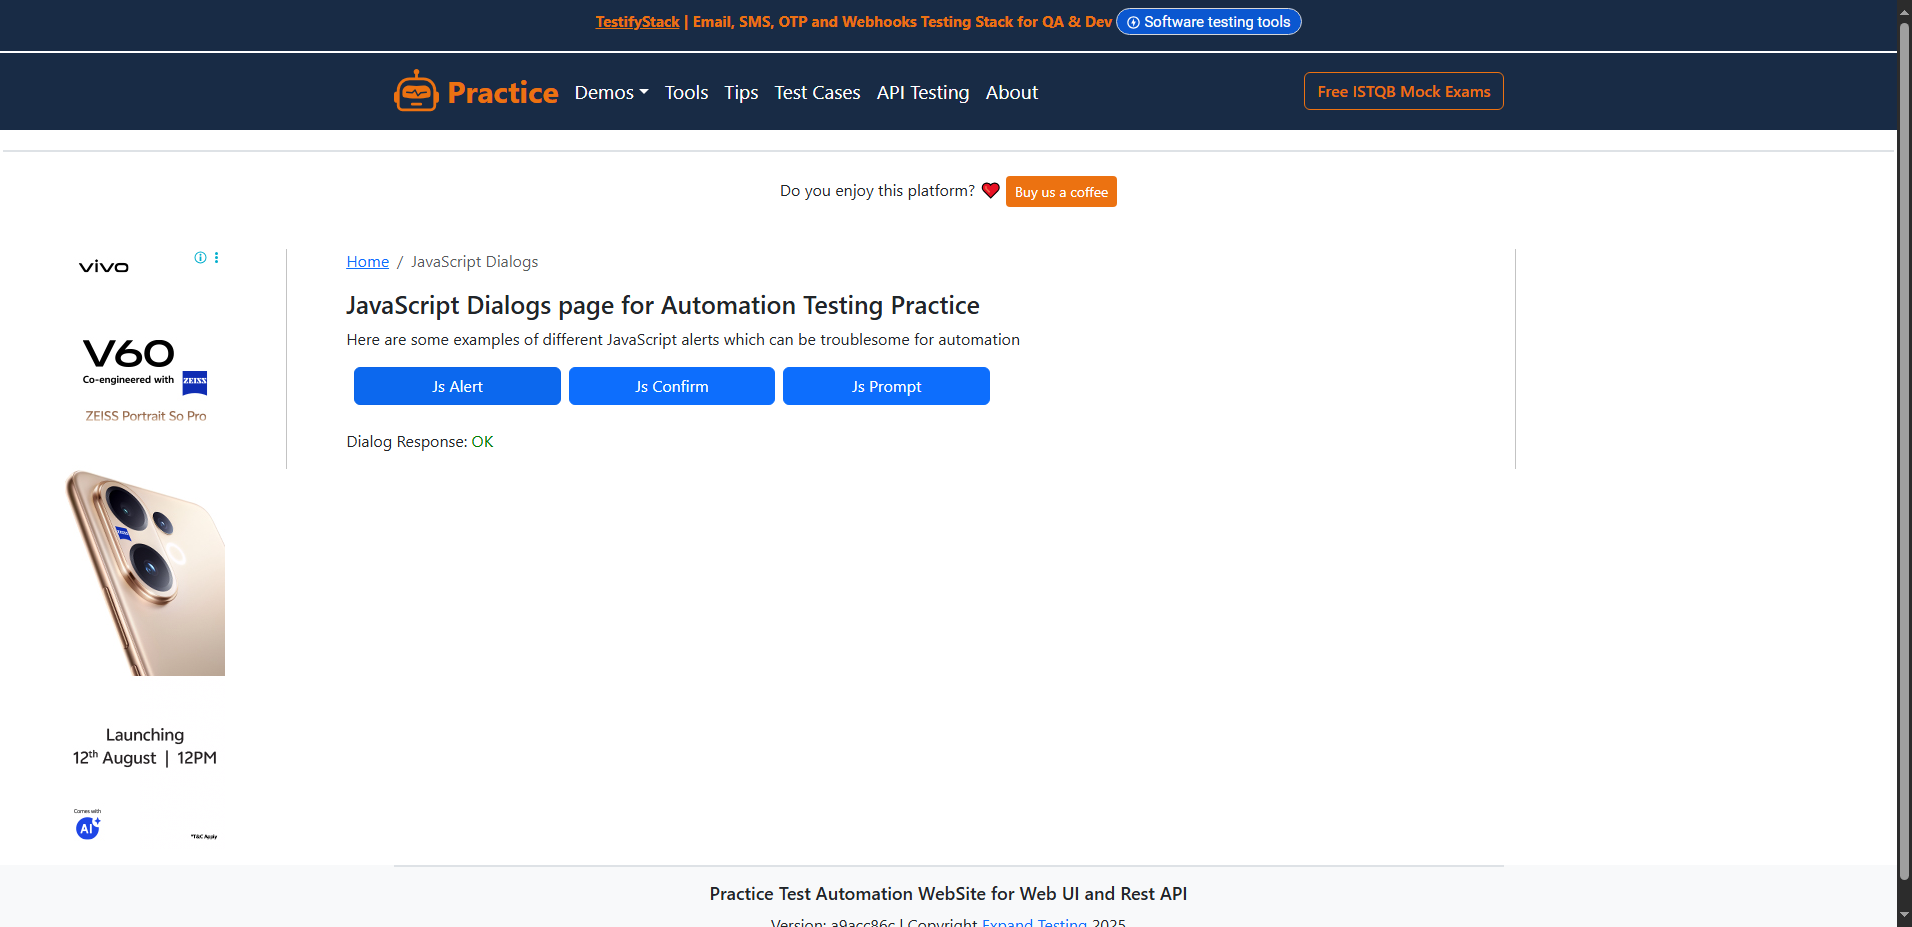 TestifyStack | Email, SMS, OTP and Webhooks Testing Stack for QA & Dev Software testing tools
Practice Demos Tools Tips Test Cases API Testing About Free ISTQB Mock Exams
Do you enjoy this platform? Buy us a coffee
vivo
V60
Co-engineered with ZEISS
ZEISS Portrait So Pro
ZEISS
Launching
12th August | 12PM
Comes with
AI
*T&C Apply
Home / JavaScript Dialogs
JavaScript Dialogs page for Automation Testing Practice
Here are some examples of different JavaScript alerts which can be troublesome for automation
Js Alert Js Confirm Js Prompt
Dialog Response: OK
Practice Test Automation WebSite for Web UI and Rest API
Version: a9acc86c | Copyright Expand Testing 2025